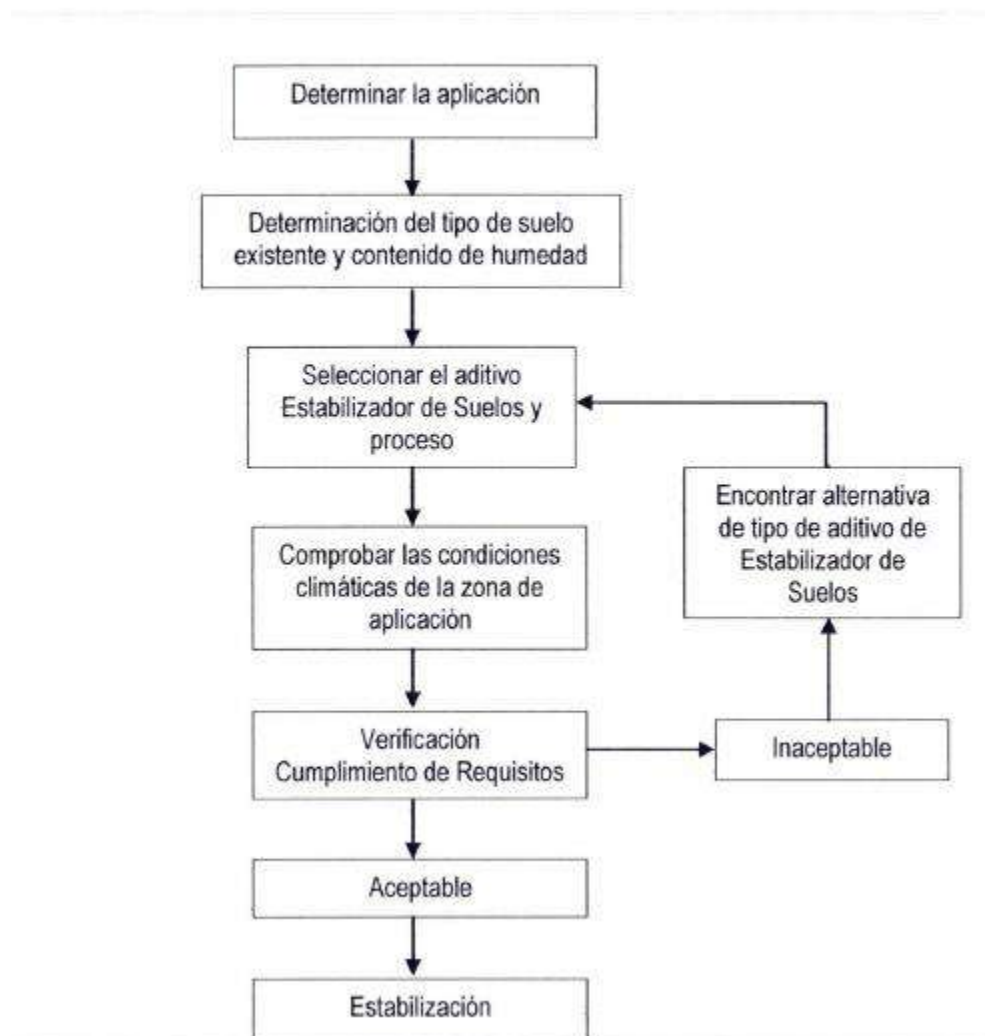 Determinar la aplicación
Determinación del tipo de suelo
existente y contenido de humedad
Seleccionar el aditivo
Estabilizador de Suelos y
proceso
Encontrar alternativa
de tipo de aditivo de
Estabilizador de
Suelos
Comprobar las condiciones
climáticas de la zona de
aplicación
Verificación
Cumplimiento de Requisitos
Inaceptable
Aceptable
Estabilización